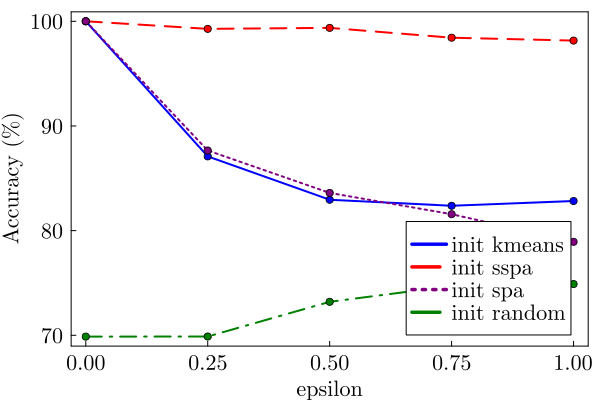 100
90
80
70
Accuracy (%)
init kmeans
init sspa
init spa
init random
0.00 0.25 0.50 0.75 1.00
epsilon